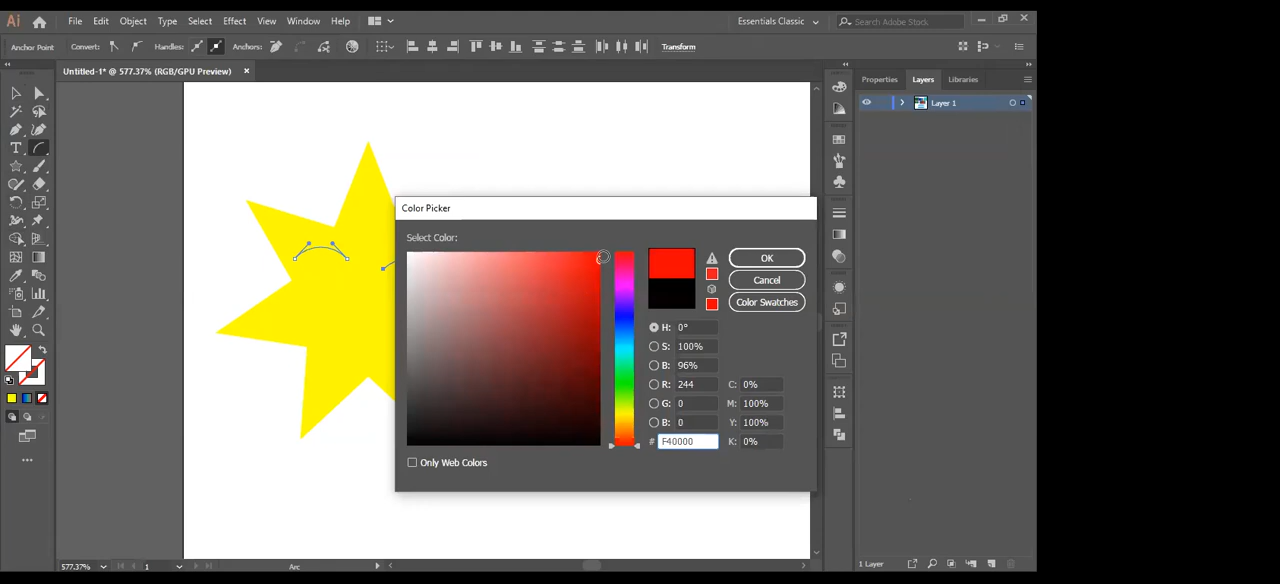 Ai File Edit Object Type Select Effect View Window Help Essentials Classic Search Adobe Stock
Anchor Point Convert: Handles: Anchors: Transform
Untitled-1* @ 577.37% (RGB/GPU Preview) × Properties Layers Libraries
Layer 1
Color Picker
Select Color:
OK
Cancel
Color Swatches
H: 0°
S: 100%
B: 96%
R: 244 C: 0%
G: 0 M: 100%
B: 0 Y: 100%
# F40000 K: 0%
Only Web Colors
577.37% 1 Arc 1 Layer